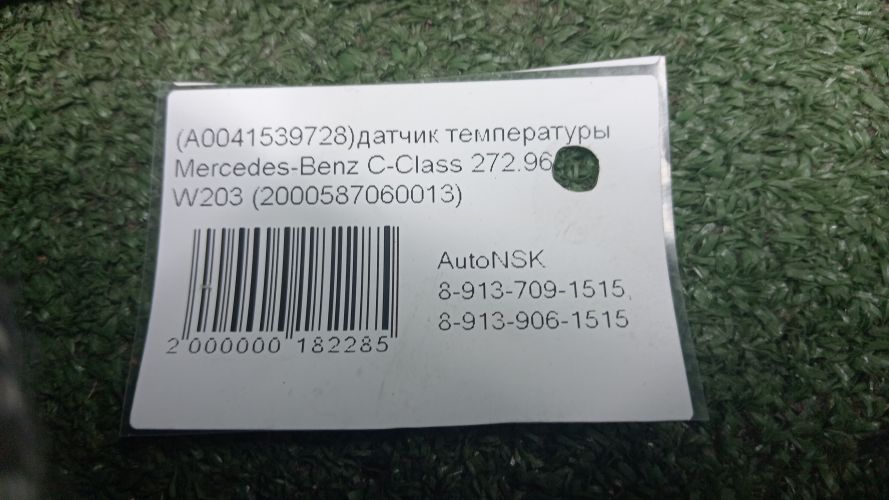 (A0041539728)датчик температуры
Mercedes-Benz C-Class 272.96
W203 (2000587060013)
AutoNSK
8-913-709-1515,
8-913-906-1515
2 000000 182285